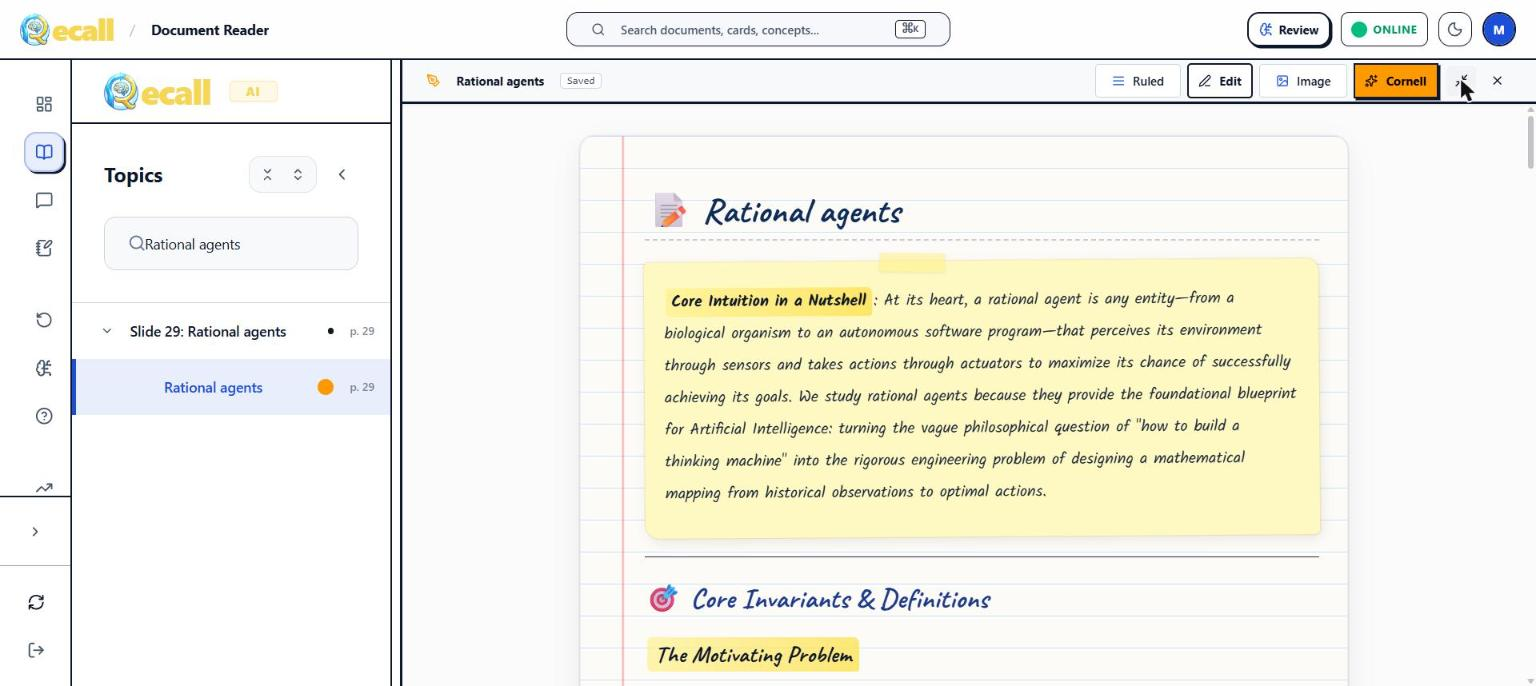 Recall / Document Reader
Search documents, cards, concepts... ⌘K
Review
ONLINE
M
Recall AI
Rational agents Saved
Ruled
Edit
Image
Cornell
Topics
Rational agents
Slide 29: Rational agents p. 29
Rational agents p. 29
Rational agents
Core Intuition in a Nutshell : At its heart, a rational agent is any entity—from a
biological organism to an autonomous software program—that perceives its environment
through sensors and takes actions through actuators to maximize its chance of successfully
achieving its goals. We study rational agents because they provide the foundational blueprint
for Artificial Intelligence: turning the vague philosophical question of "how to build a
thinking machine" into the rigorous engineering problem of designing a mathematical
mapping from historical observations to optimal actions.
Core Invariants & Definitions
The Motivating Problem